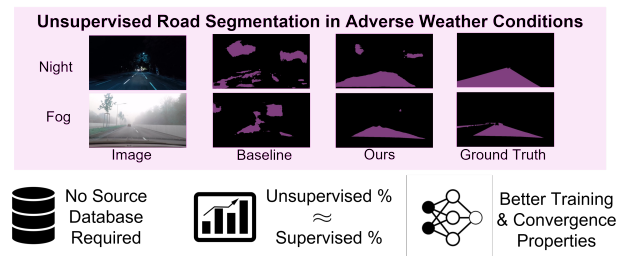 Unsupervised Road Segmentation in Adverse Weather Conditions
Night
Fog
Image
Baseline
Ours
Ground Truth
No Source
Database
Required
Unsupervised %
≈
Supervised %
Better Training
& Convergence
Properties